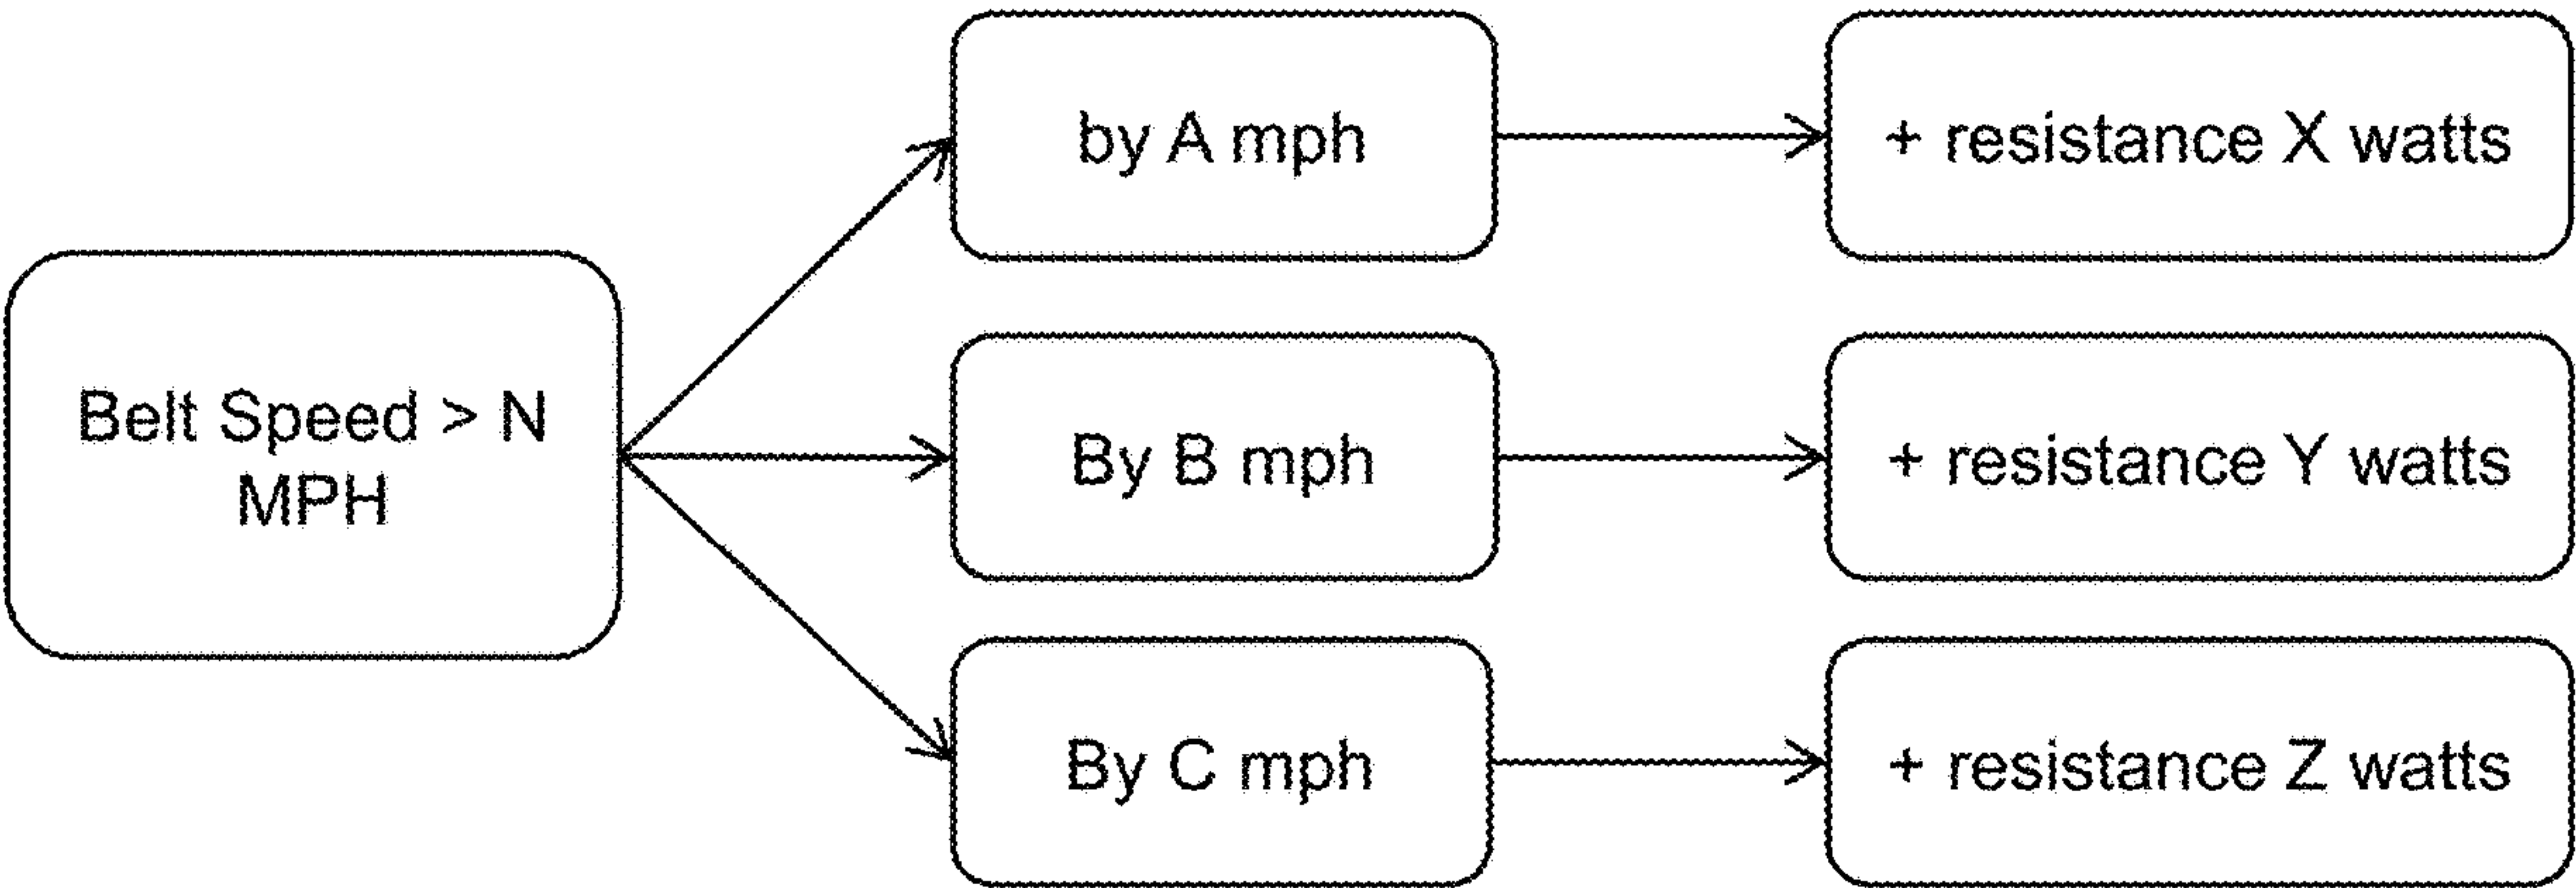 Belt Speed > N
MPH
by A mph
+ resistance X watts
By B mph
+ resistance Y watts
By C mph
+ resistance Z watts